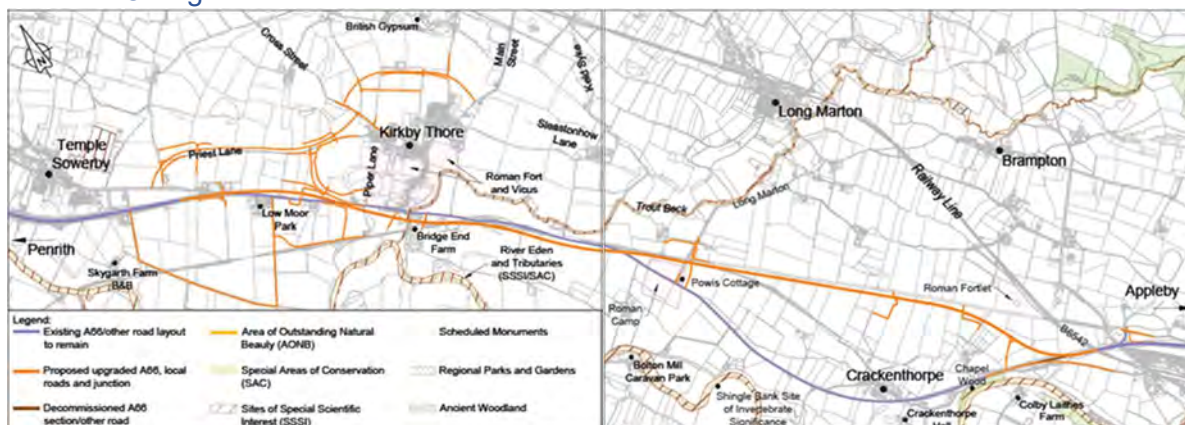 British Gypsum
Cross Street
Main
Street
Keld Syke
N
Long Marton
Kirkby Thore
Sleastonhow
Lane
Temple
Sowerby
Priest Lane
Piper Lane
Roman Fort
and Vicus
Brampton
Railway Line
Trout Beck
Long Marton
Low Moor
Park
Penrith
Skygarth Farm
B&B
Bridge End
Farm
River Eden
and Tributaries
(SSSI/SAC)
Powis Cottage
Roman Fortlet
Appleby
Roman
Camp
B6542
Bolton Mill
Caravan Park
Shingle Bank Site
of Invertebrate
Significance
Crackenthorpe
Chapel
Wood
Crackenthorpe
Colby Laithes
Farm
Legend:
Existing A66/other road layout
to remain
Proposed upgraded A66, local
roads and junction
Decommissioned A66
section/other road
Area of Outstanding Natural
Beauty (AONB)
Special Areas of Conservation
(SAC)
Sites of Special Scientific
Interest (SSSI)
Scheduled Monuments
Regional Parks and Gardens
Ancient Woodland